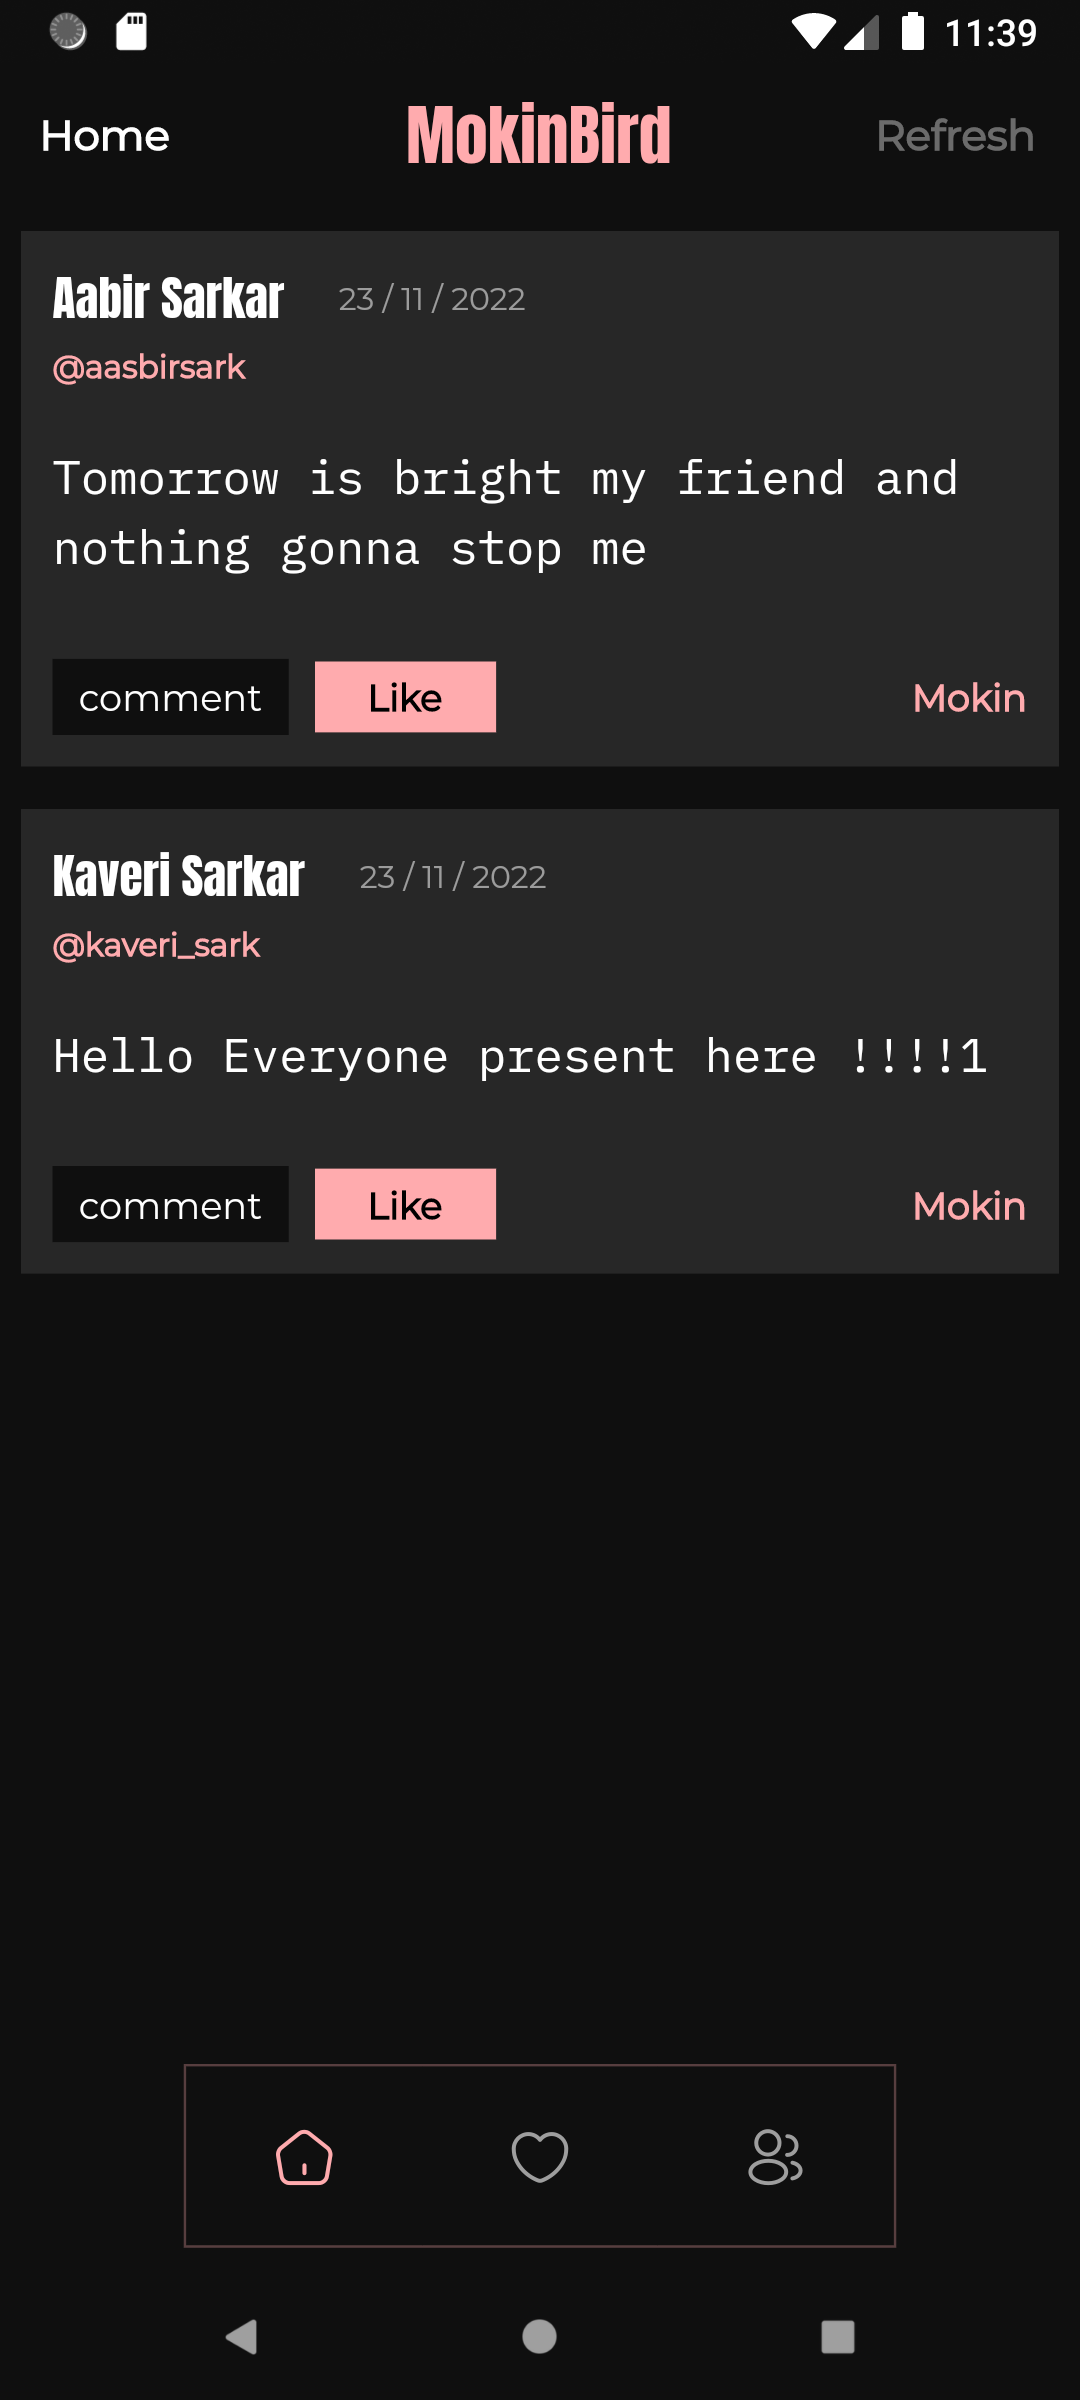 11:39
Home MokinBird Refresh
Aabir Sarkar 23 / 11 / 2022
@aasbirsark
Tomorrow is bright my friend and
nothing gonna stop me
comment Like Mokin
Kaveri Sarkar 23 / 11 / 2022
@kaveri_sark
Hello Everyone present here !!!!1
comment Like Mokin